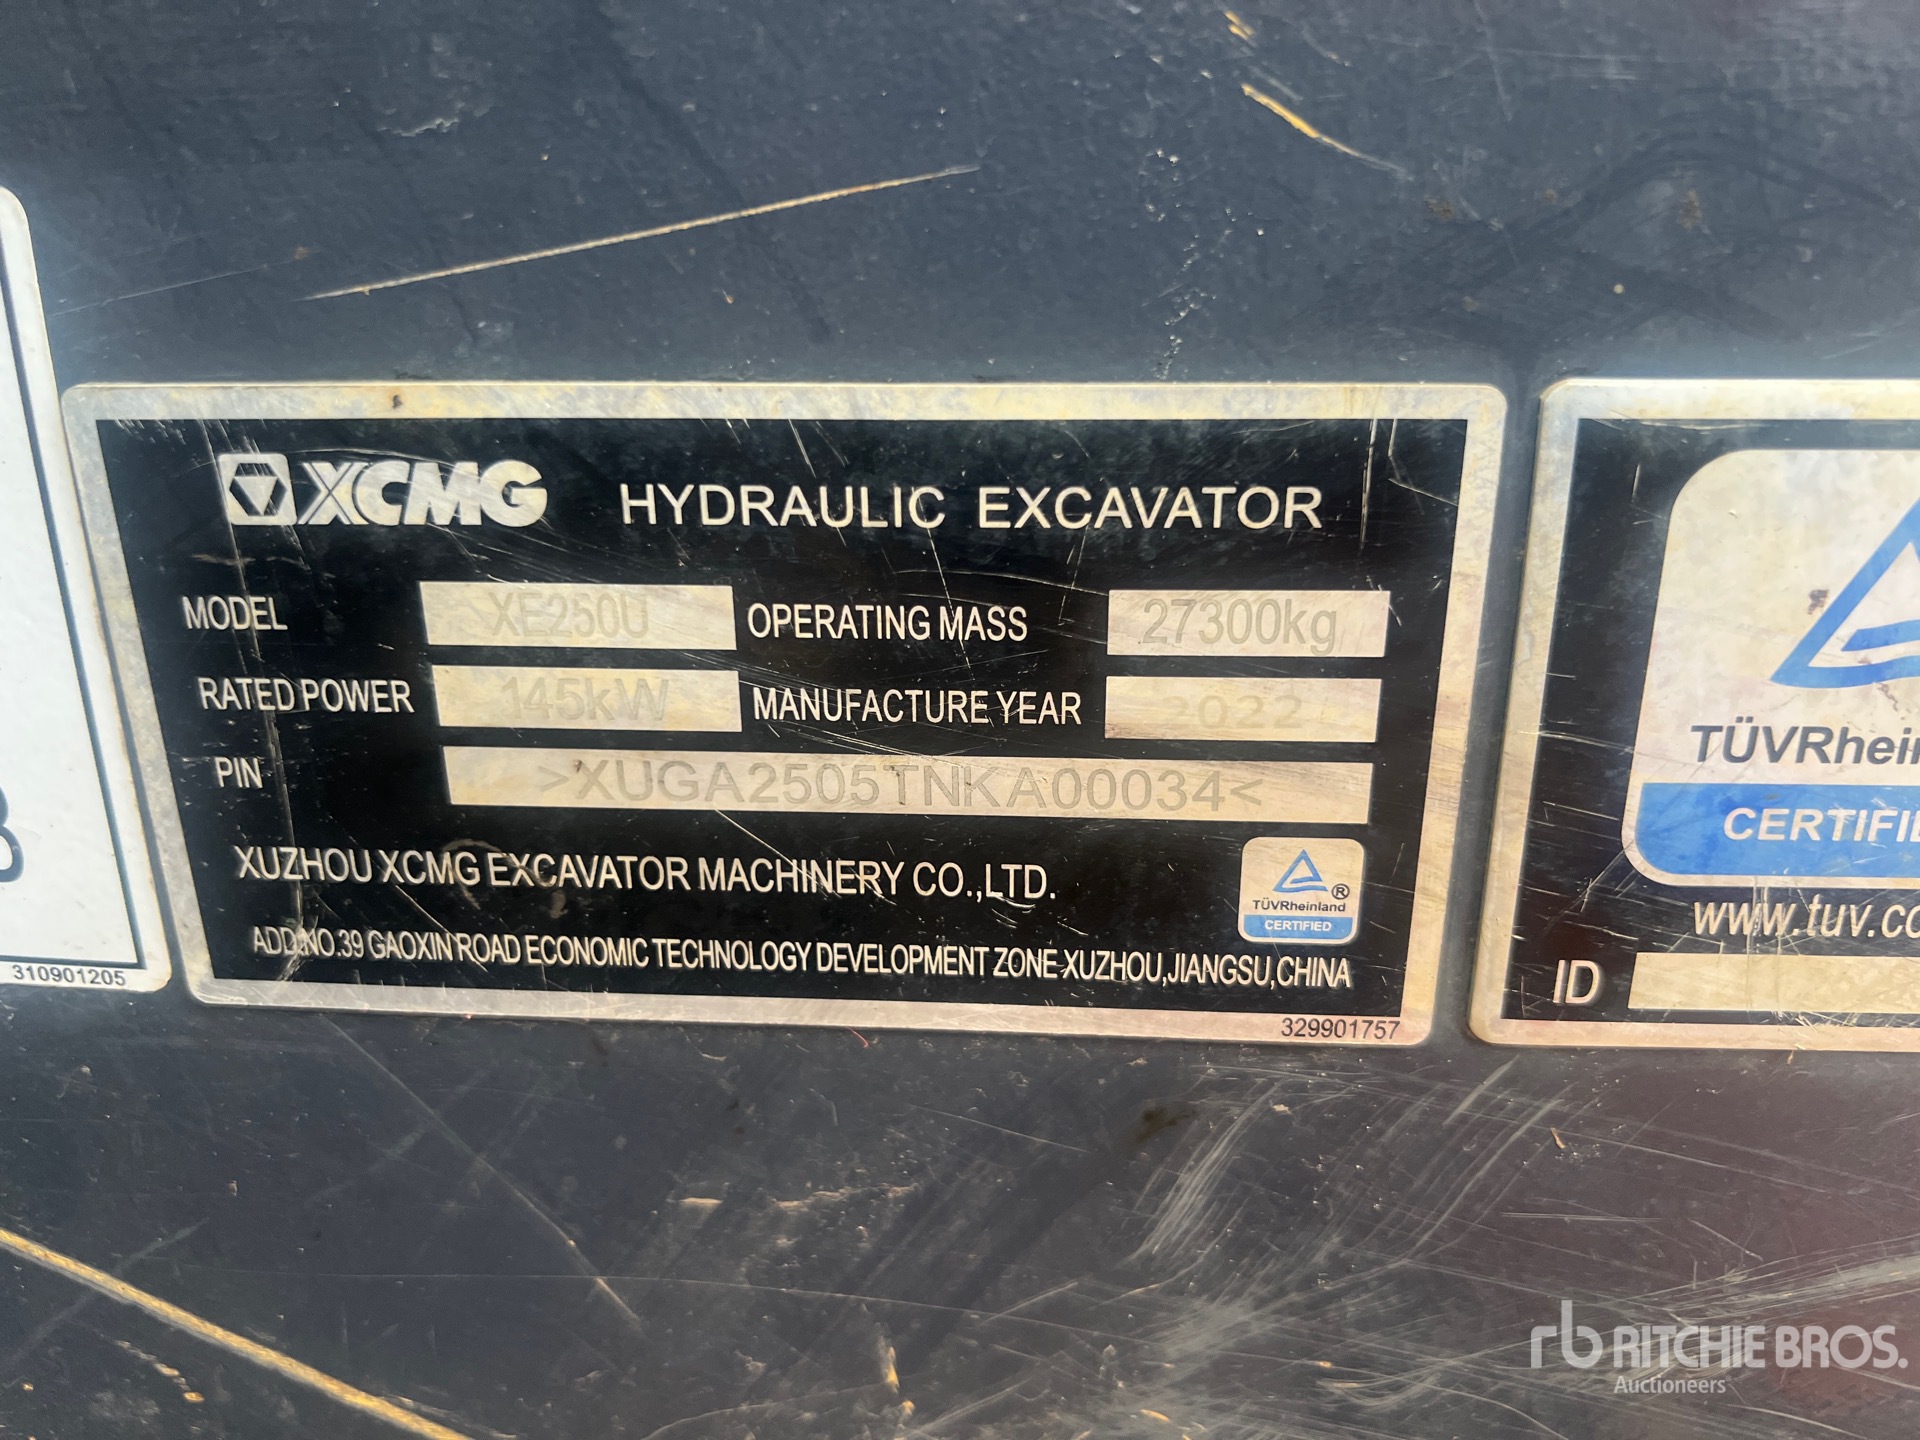 XCMG HYDRAULIC EXCAVATOR
MODEL XE250U OPERATING MASS 27300kg
RATED POWER 145kW MANUFACTURE YEAR 2022
PIN >XUGA2505TNKA00034<
XUZHOU XCMG EXCAVATOR MACHINERY CO.,LTD.
TÜVRheinland ®
CERTIFIED
ADD:NO.39 GAOXIN ROAD ECONOMIC TECHNOLOGY DEVELOPMENT ZONE XUZHOU,JIANGSU,CHINA
329901757
310901205
TÜVRhein
CERTIFI
www.tuv.co
ID
rb RITCHIE BROS.
Auctioneers